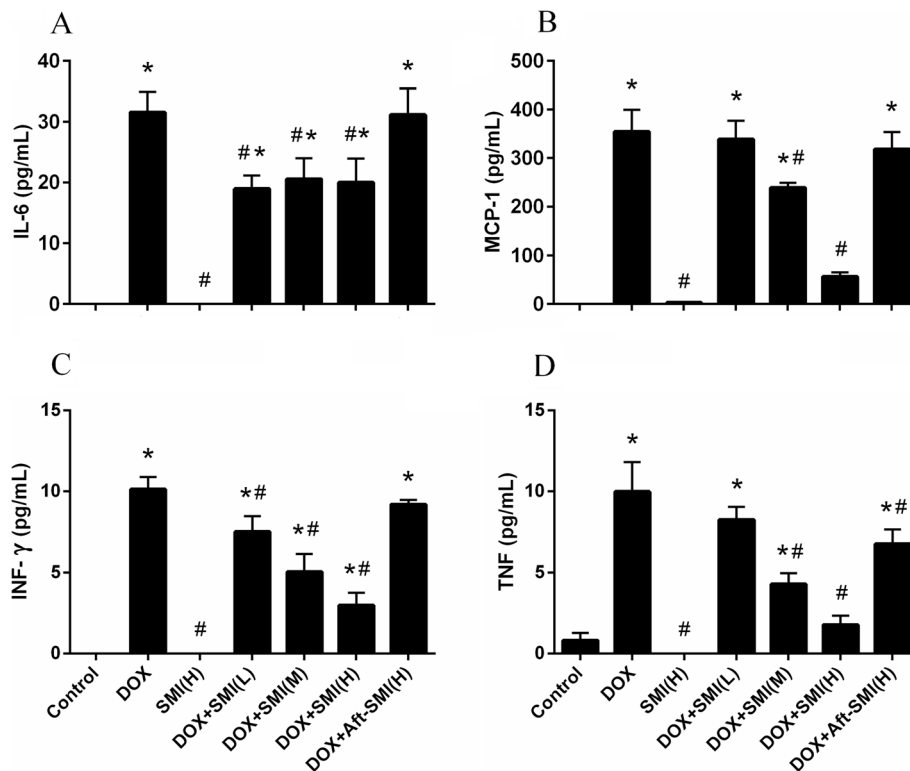 A
IL-6 (pg/mL)
40
30
20
10
0
*
#
#*
#*
#*
*
B
MCP-1 (pg/mL)
500
400
300
200
100
0
*
#
*
*#
#
*
C
INF- γ (pg/mL)
15
10
5
0
*
#
*#
*#
*#
*
Control
DOX
SMI(H)
DOX+SMI(L)
DOX+SMI(M)
DOX+SMI(H)
DOX+Aft-SMI(H)
D
TNF (pg/mL)
15
10
5
0
*
#
*
*#
#
*#
Control
DOX
SMI(H)
DOX+SMI(L)
DOX+SMI(M)
DOX+SMI(H)
DOX+Aft-SMI(H)